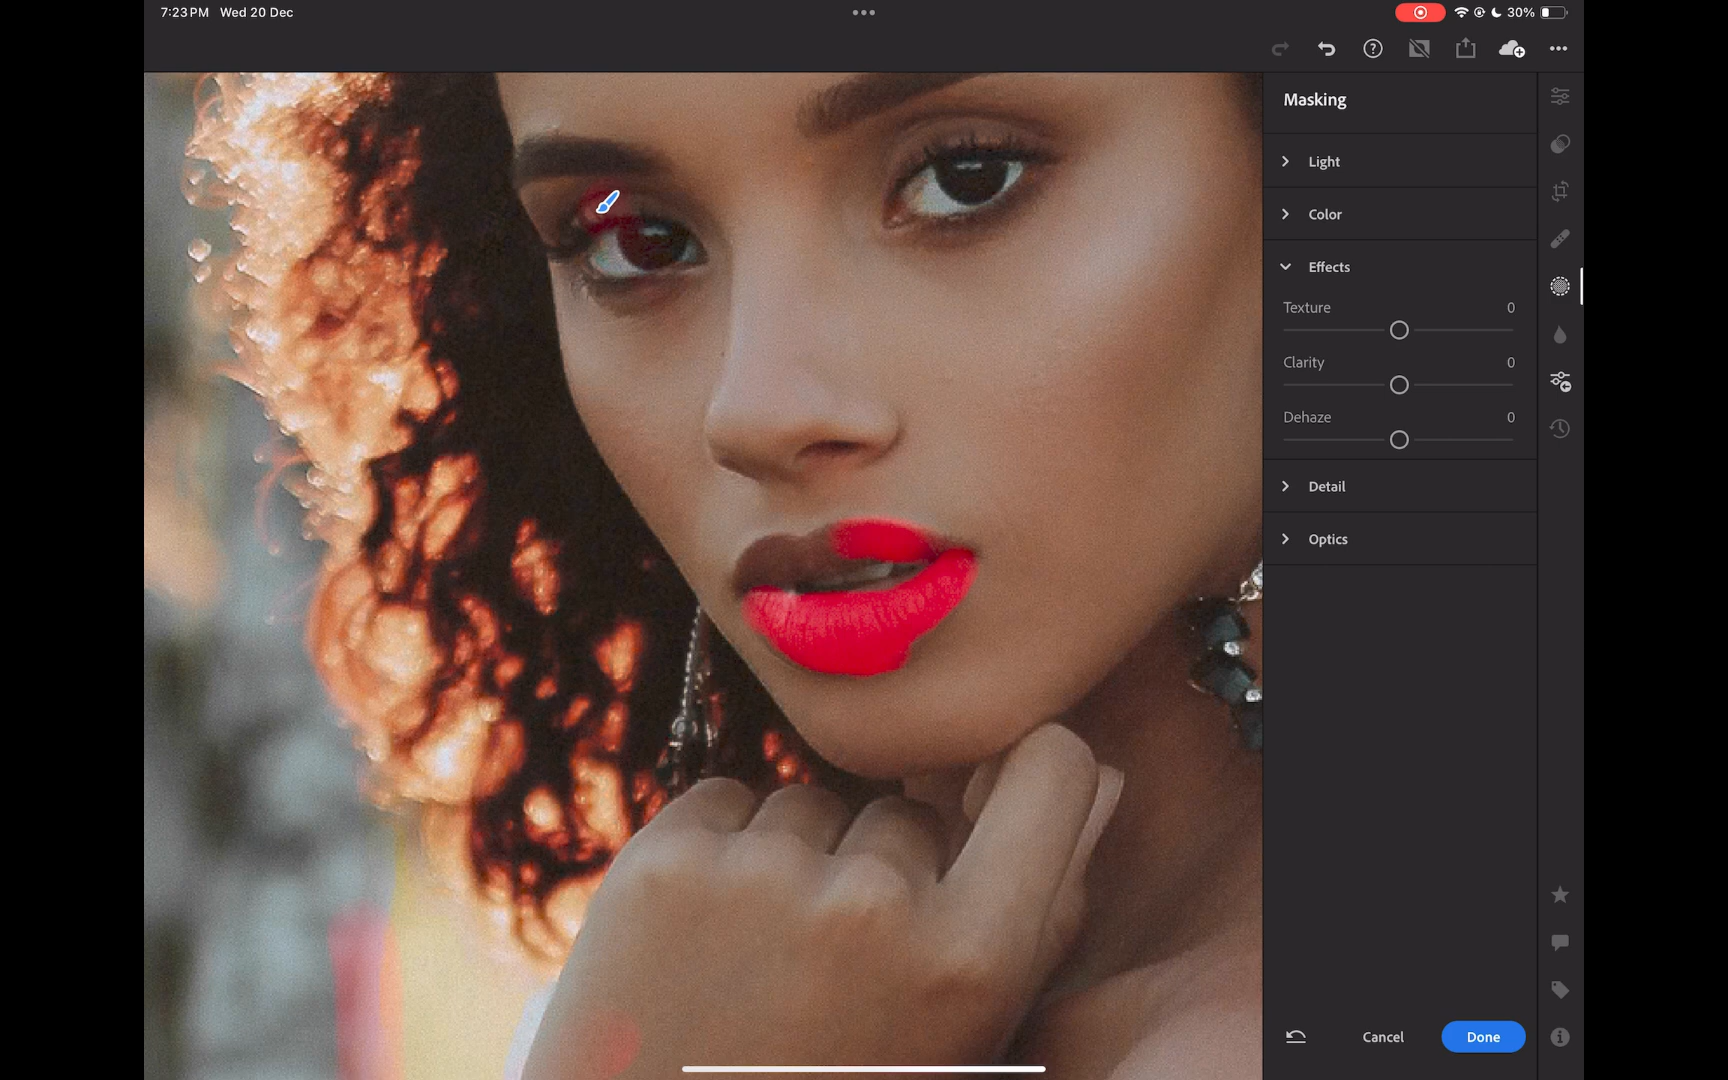 7:23 PM Wed 20 Dec
30%
Masking
Light
Color
Effects
Texture 0
Clarity 0
Dehaze 0
Detail
Optics
Cancel Done